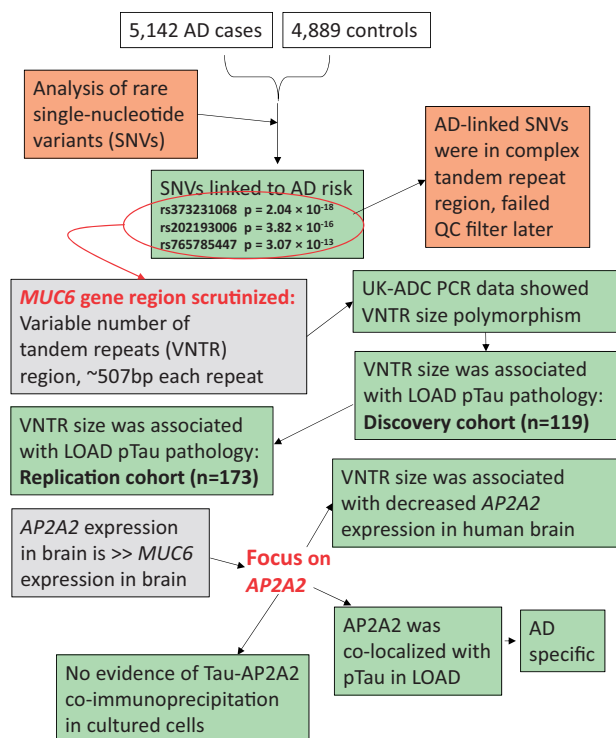 5,142 AD cases
4,889 controls
Analysis of rare
single-nucleotide
variants (SNVs)
AD-linked SNVs
were in complex
tandem repeat
region, failed
QC filter later
SNVs linked to AD risk
rs373231068 p = 2.04 × 10⁻¹⁸
rs202193006 p = 3.82 × 10⁻¹⁶
rs765785447 p = 3.07 × 10⁻¹³
MUC6 gene region scrutinized:
Variable number of
tandem repeats (VNTR)
region, ~507bp each repeat
UK-ADC PCR data showed
VNTR size polymorphism
VNTR size was associated
with LOAD pTau pathology:
Discovery cohort (n=119)
VNTR size was associated
with LOAD pTau pathology:
Replication cohort (n=173)
VNTR size was associated
with decreased AP2A2
expression in human brain
AP2A2 expression
in brain is >> MUC6
expression in brain
Focus on
AP2A2
AP2A2 was
co-localized with
pTau in LOAD
AD
specific
No evidence of Tau-AP2A2
co-immunoprecipitation
in cultured cells